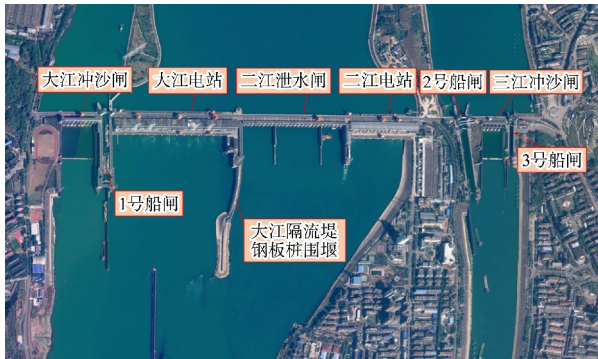 大江冲沙闸
大江电站
二江泄水闸
二江电站
2号船闸
三江冲沙闸
3号船闸
1号船闸
大江隔流堤
钢板桩围堰